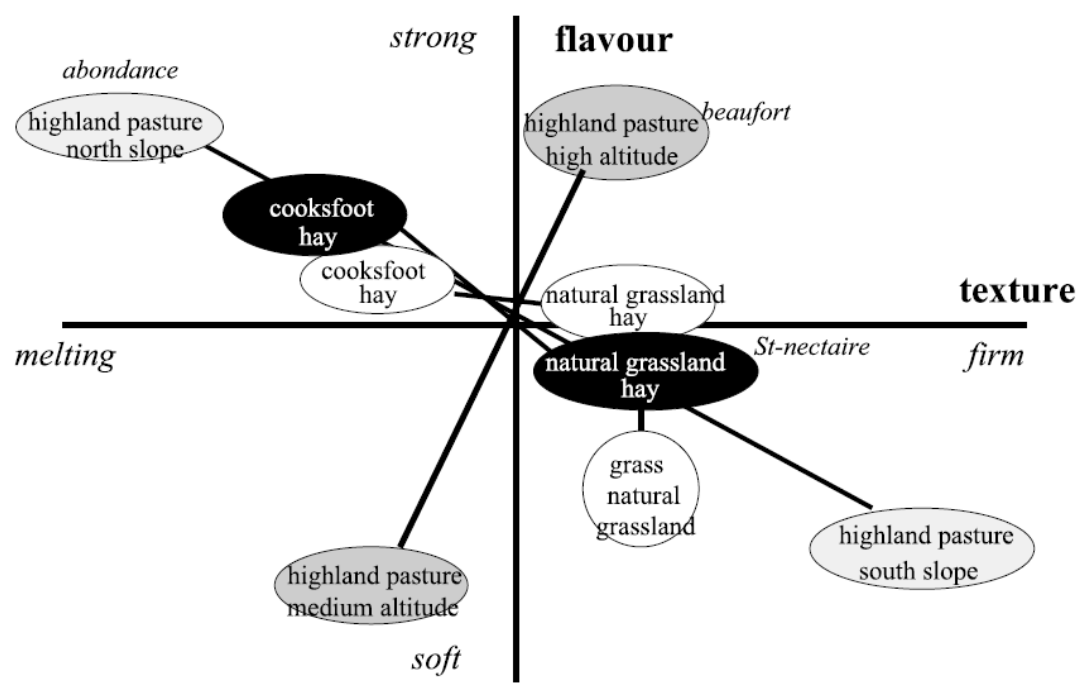 strong
flavour
abondance
highland pasture
north slope
beaufort
highland pasture
high altitude
cooksfoot
hay
cooksfoot
hay
natural grassland
hay
texture
melting
St-nectaire
firm
natural grassland
hay
grass
natural
grassland
highland pasture
south slope
highland pasture
medium altitude
soft